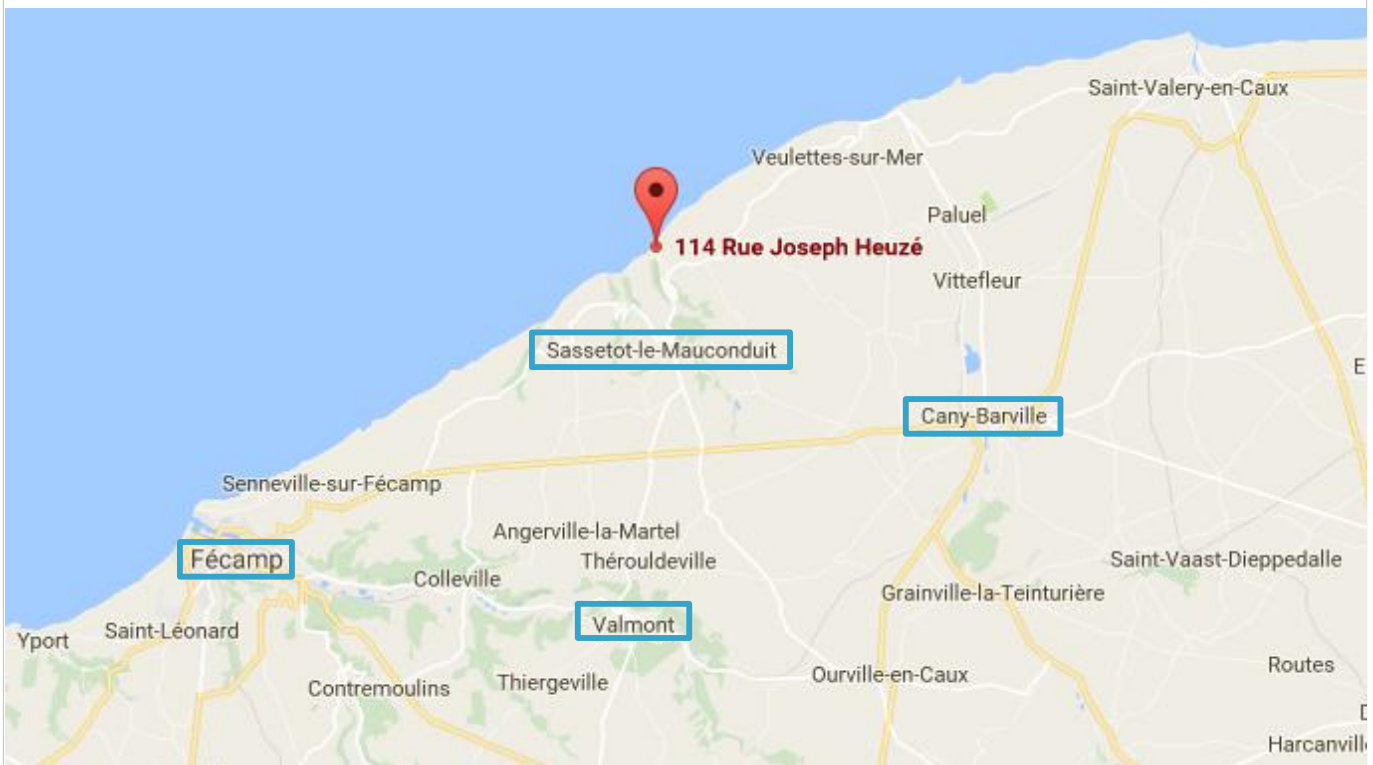 Saint-Valery-en-Caux
Veulettes-sur-Mer
Paluel
114 Rue Joseph Heuzé
Vittefleur
Sassetot-le-Mauconduit
Cany-Barville
Senneville-sur-Fécamp
Angerville-la-Martel
Fécamp
Thérouldeville
Saint-Vaast-Dieppedalle
Colleville
Grainville-la-Teinturière
Valmont
Saint-Léonard
Yport
Routes
Ourville-en-Caux
Thiergeville
Contremoulins